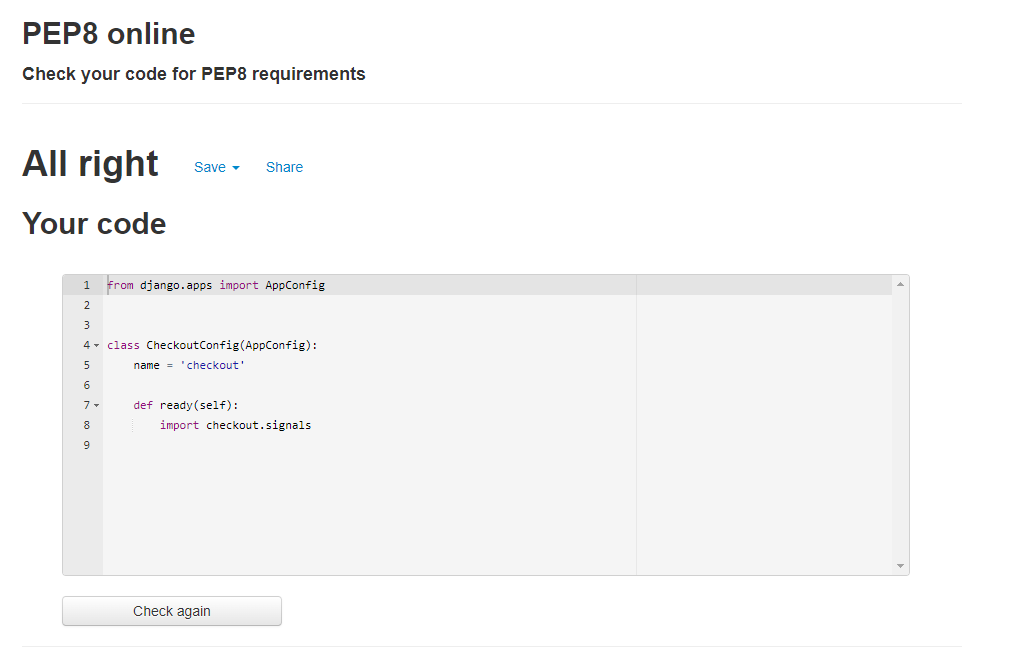 PEP8 online
Check your code for PEP8 requirements
All right Save Share
Your code
1 from django.apps import AppConfig
2
3
4 class CheckoutConfig(AppConfig):
5     name = 'checkout'
6
7     def ready(self):
8         import checkout.signals
9
Check again